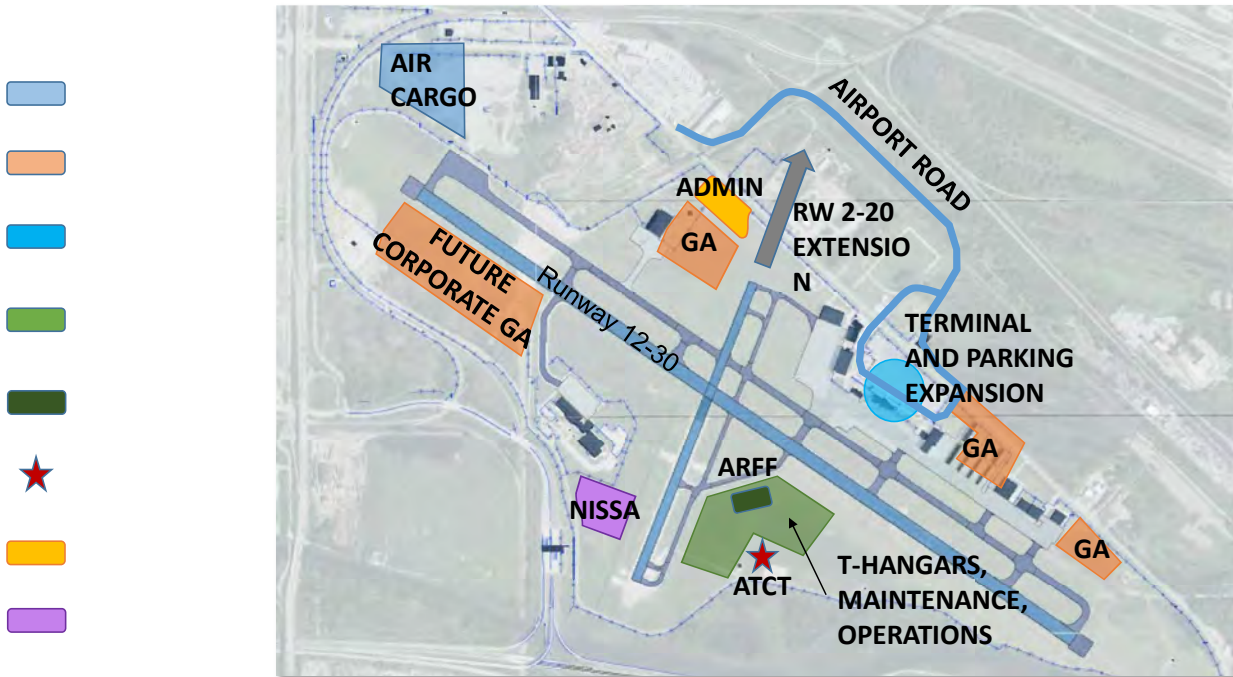 AIR
CARGO
AIRPORT ROAD
ADMIN
GA
RW 2-20
EXTENSIO
N
FUTURE
CORPORATE GA
Runway 12-30
TERMINAL
AND PARKING
EXPANSION
GA
ARFF
NISSA
GA
ATCT
T-HANGARS,
MAINTENANCE,
OPERATIONS